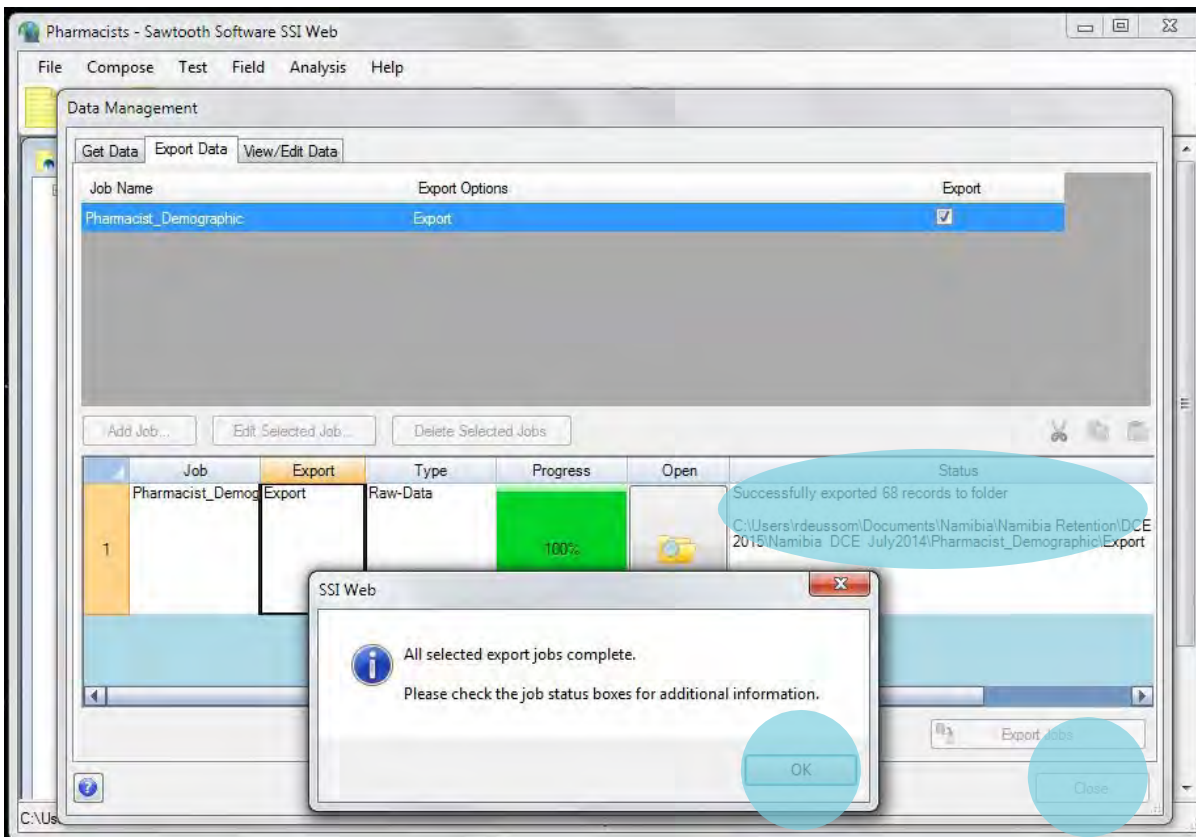 Pharmacists - Sawtooth Software SSI Web
File Compose Test Field Analysis Help
Data Management
Get Data Export Data View/Edit Data
Job Name Export Options Export
Pharmacist_Demographic Export
Add Job... Edit Selected Job... Delete Selected Jobs
Job Export Type Progress Open Status
1 Pharmacist_Demog Export Raw-Data 100% Successfully exported 68 records to folder
C:\Users\rdeussom\Documents\Namibia\Namibia Retention\DCE
2015\Namibia DCE July2014\Pharmacist_Demographic\Export
SSI Web
All selected export jobs complete.
Please check the job status boxes for additional information.
Export Jobs
OK
Close
C:\Us